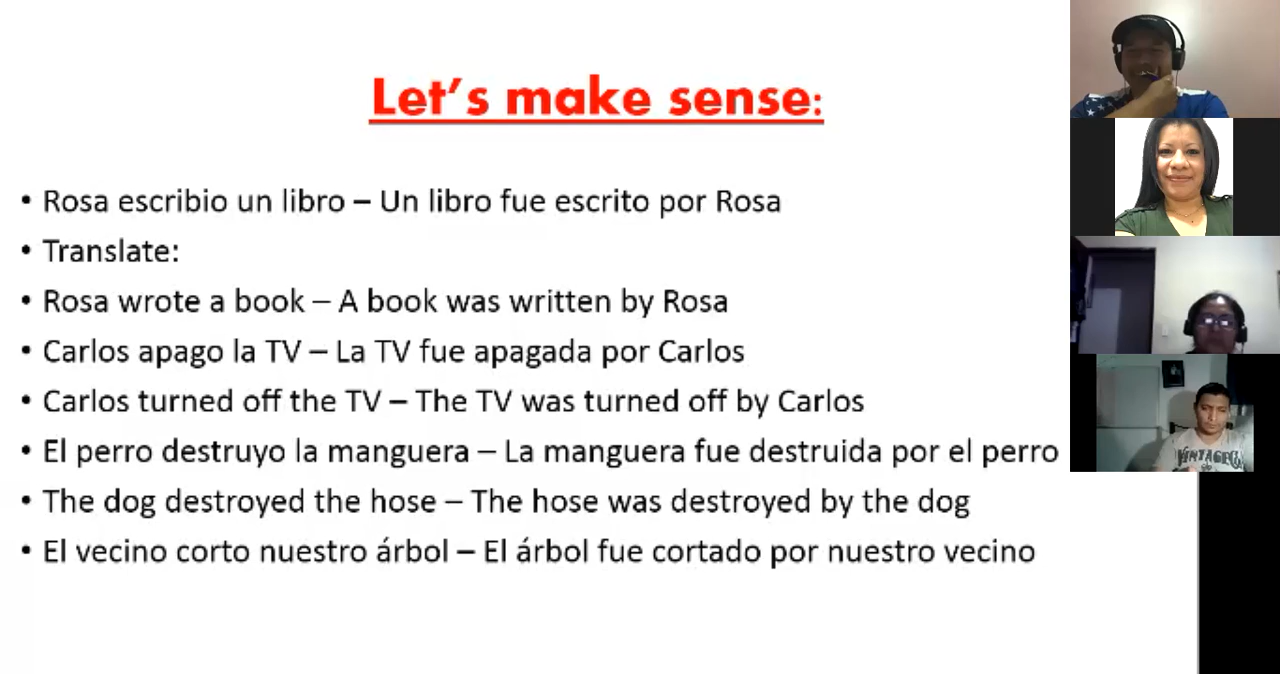 Let's make sense:
• Rosa escribio un libro – Un libro fue escrito por Rosa
• Translate:
• Rosa wrote a book – A book was written by Rosa
• Carlos apago la TV – La TV fue apagada por Carlos
• Carlos turned off the TV – The TV was turned off by Carlos
• El perro destruyo la manguera – La manguera fue destruida por el perro
• The dog destroyed the hose – The hose was destroyed by the dog
• El vecino corto nuestro árbol – El árbol fue cortado por nuestro vecino
VINTAGE